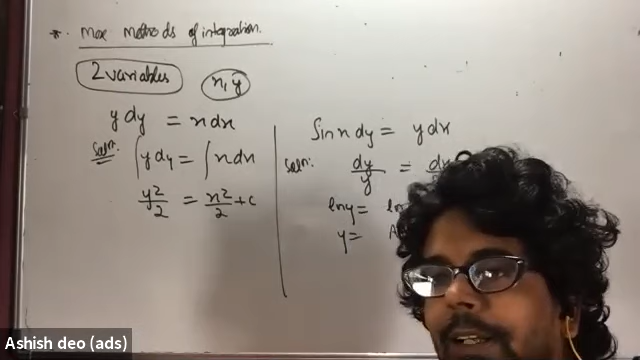 *. More methods of integration.
2 variables x, y
y dy = x dx
Soln: ∫ y dy = ∫ x dx
y²/2 = x²/2 + c
Sin x dy = y dx
Soln: dy/y = dx
ln y = ln
y = A
Ashish deo (ads)